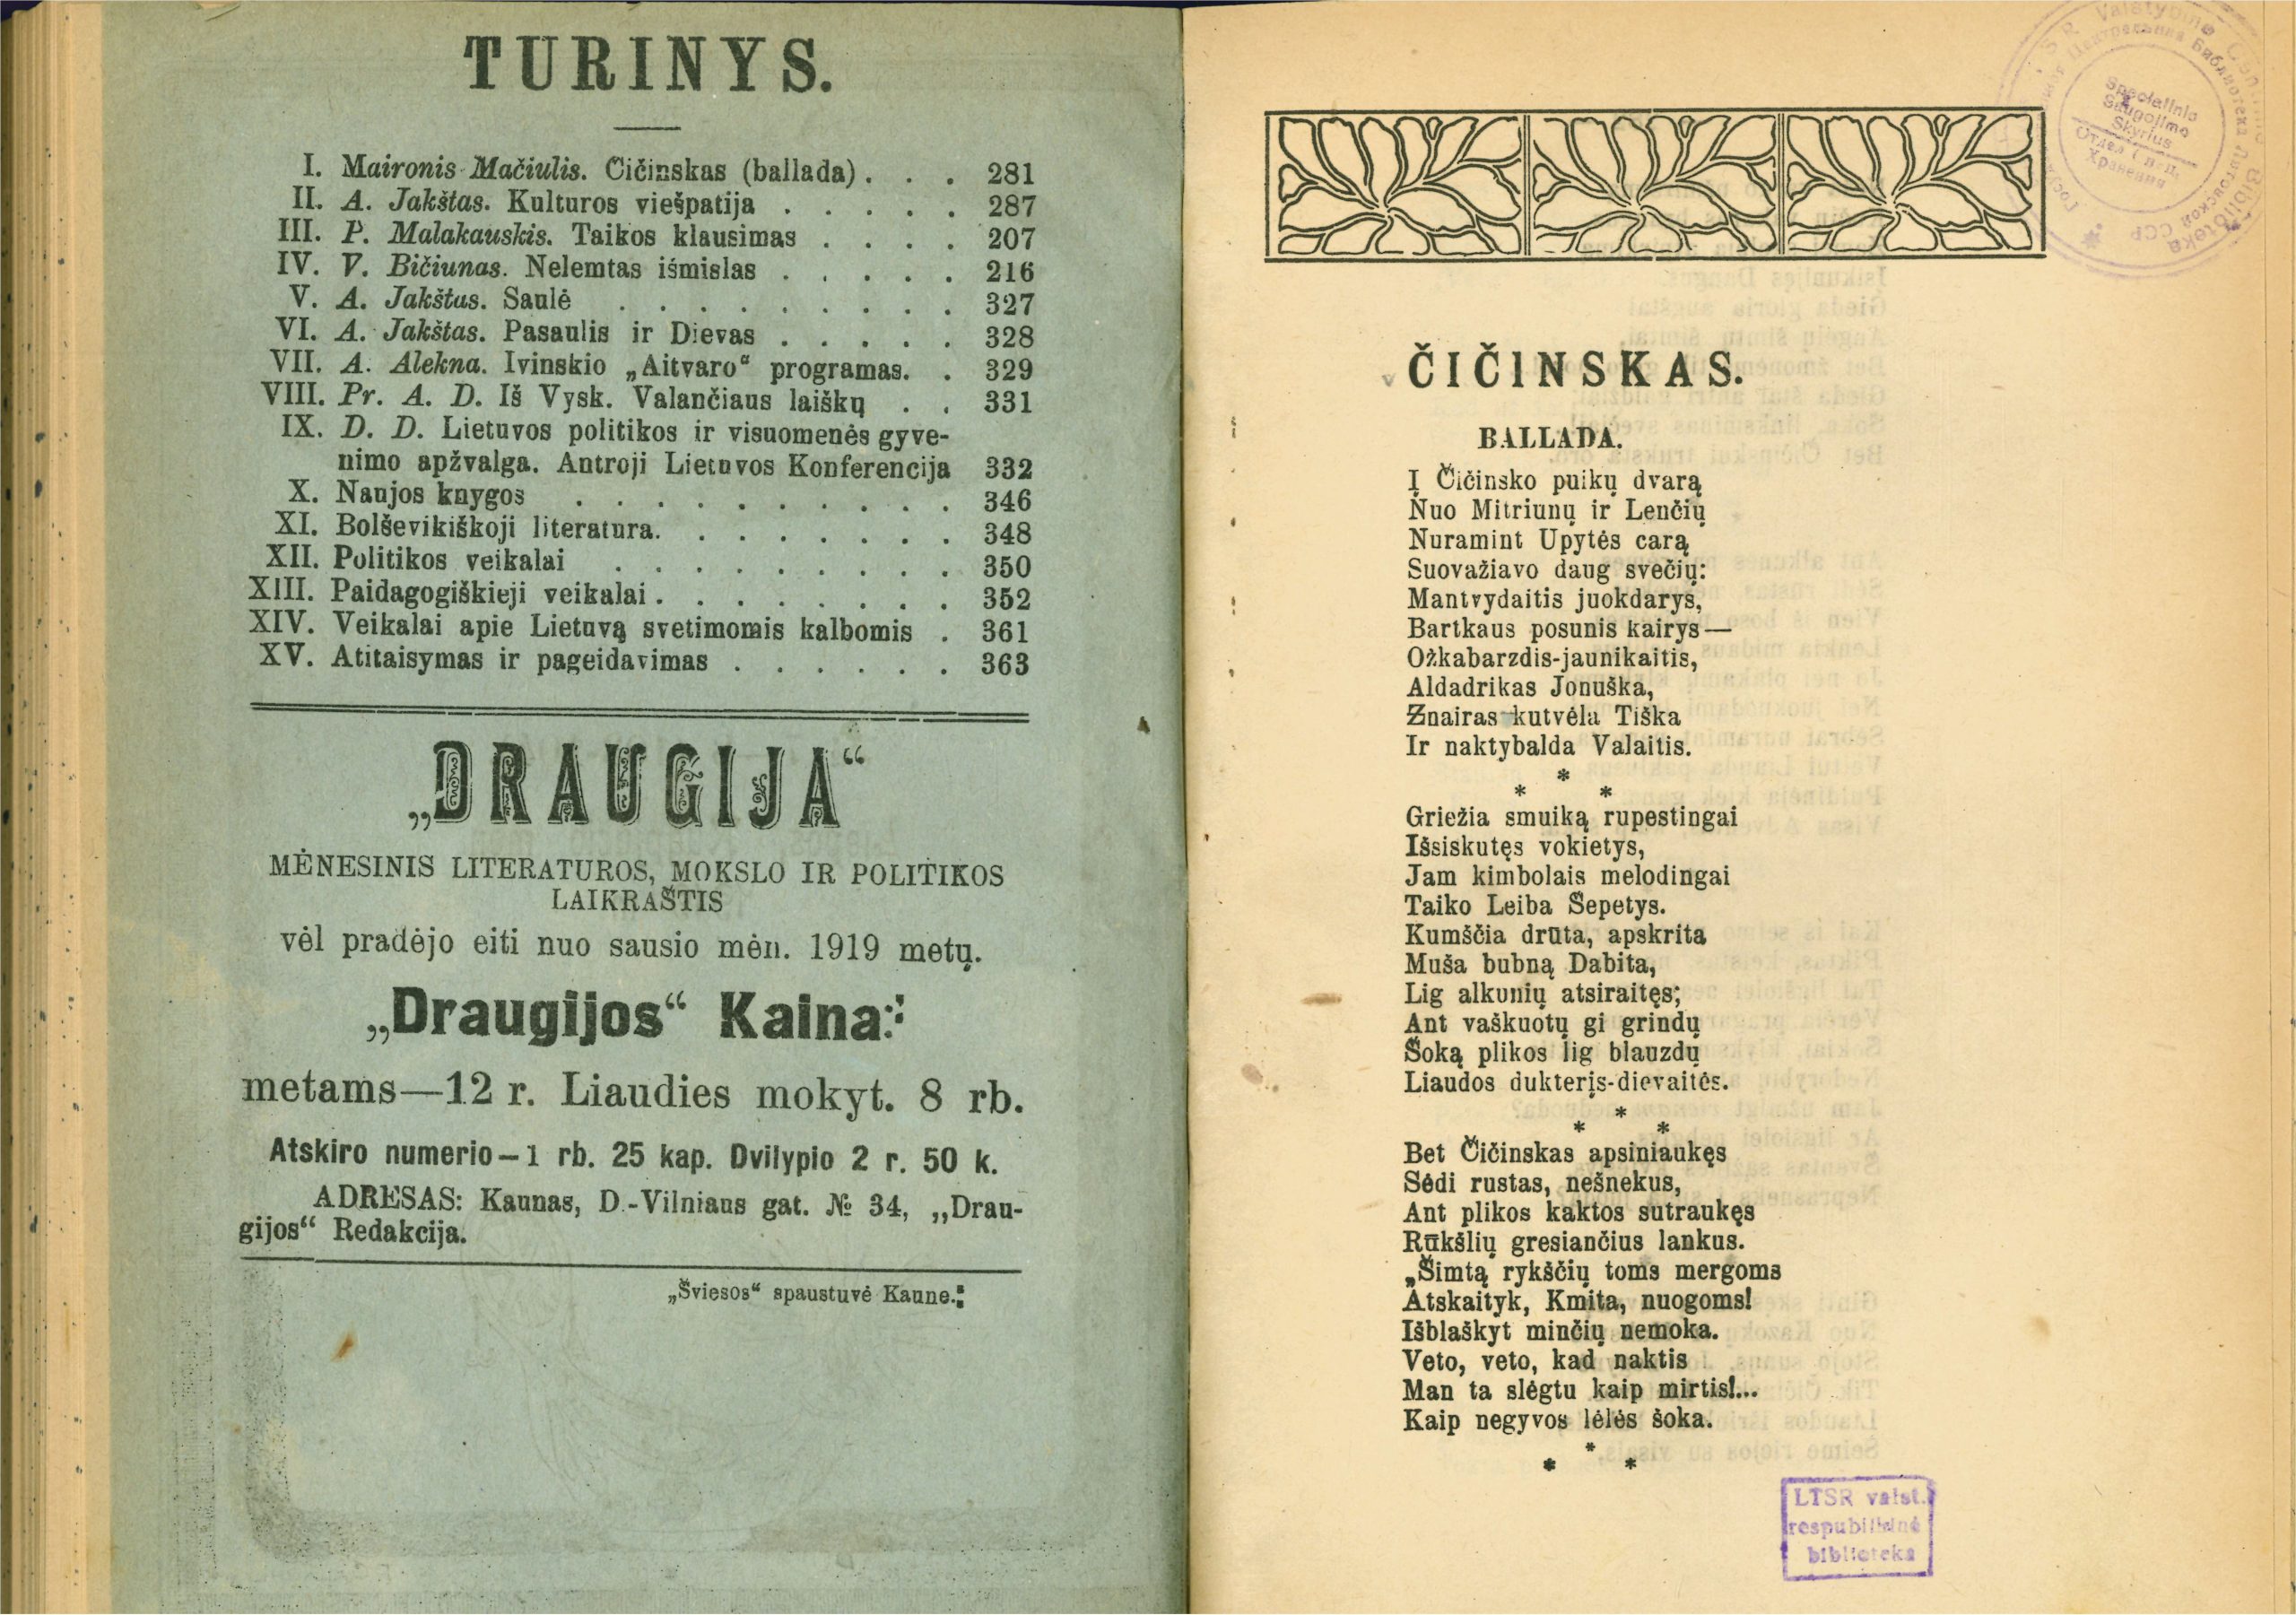 TURINYS.
I. Maironis-Mačiulis. Čičinskas (ballada) . . . 281
II. A. Jakštas. Kulturos viešpatija . . . . . 287
III. P. Malakauskis. Taikos klausimas . . . . 207
IV. V. Bičiunas. Nelemtas išmislas . . . . . 216
V. A. Jakštas. Saulė . . . . . . . . . 327
VI. A. Jakštas. Pasaulis ir Dievas . . . . . 328
VII. A. Alekna. Ivinskio „Aitvaro“ programas. . 329
VIII. Pr. A. D. Iš Vysk. Valančiaus laiškų . . 331
IX. D. D. Lietuvos politikos ir visuomenės gyve-
nimo apžvalga. Antroji Lietuvos Konferencija 332
X. Naujos knygos . . . . . . . . . 346
XI. Bolševikiškoji literatura. . . . . . . . 348
XII. Politikos veikalai . . . . . . . . . 350
XIII. Paidagogiškieji veikalai . . . . . . . . 352
XIV. Veikalai apie Lietuvą svetimomis kalbomis . 361
XV. Atitaisymas ir pageidavimas . . . . . . 363
„DRAUGIJA“
MĖNESINIS LITERATUROS, MOKSLO IR POLITIKOS
LAIKRAŠTIS
vėl pradėjo eiti nuo sausio mėn. 1919 metų.
„Draugijos“ Kaina:
metams—12 r. Liaudies mokyt. 8 rb.
Atskiro numerio—1 rb. 25 kap. Dvilypio 2 r. 50 k.
ADRESAS: Kaunas, D.-Vilniaus gat. № 34, „Drau-
gijos“ Redakcija.
„Šviesos“ spaustuvė Kaune.
ČIČINSKAS.
BALLADA.
Į Čičinsko puikų dvarą
Nuo Mitriunų ir Lenčių
Nuramint Upytės carą
Suovažiavo daug svečių:
Mantvydaitis juokdarys,
Bartkaus posunis kairys—
Ožkabarzdis-jaunikaitis,
Aldadrikas Jonuška,
Žnairas kutvėla Tiška
Ir naktybalda Valaitis.
*
* *
Griežia smuiką rupestingai
Išsiskutęs vokietys,
Jam kimbolais melodingai
Taiko Leiba Šepetys.
Kumščia drūta, apskrita
Muša bubną Dabita,
Lig alkunių atsiraitęs;
Ant vaškuotų gi grindų
Šoką plikos lig blauzdų
Liaudos dukterįs-dievaitės.
*
* *
Bet Čičinskas apsiniaukęs
Sėdi rustas, nešnekus,
Ant plikos kaktos sutraukęs
Rūkšlių gresiančius lankus.
„Šimtą rykščių toms mergoms
Atskaityk, Kmita, nuogoms!
Išblaškyt minčių nemoka.
Veto, veto, kad naktis
Man ta slėgtu kaip mirtis!...
Kaip negyvos lėlės šoka.
*
* *
Specialinio
Saugojimo
Skyrius
LTSR valst.
respublikinė
biblioteka